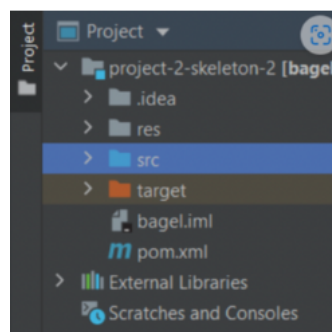 Project
Project
project-2-skeleton-2 [bagel
.idea
res
src
target
bagel.iml
m pom.xml
External Libraries
Scratches and Consoles